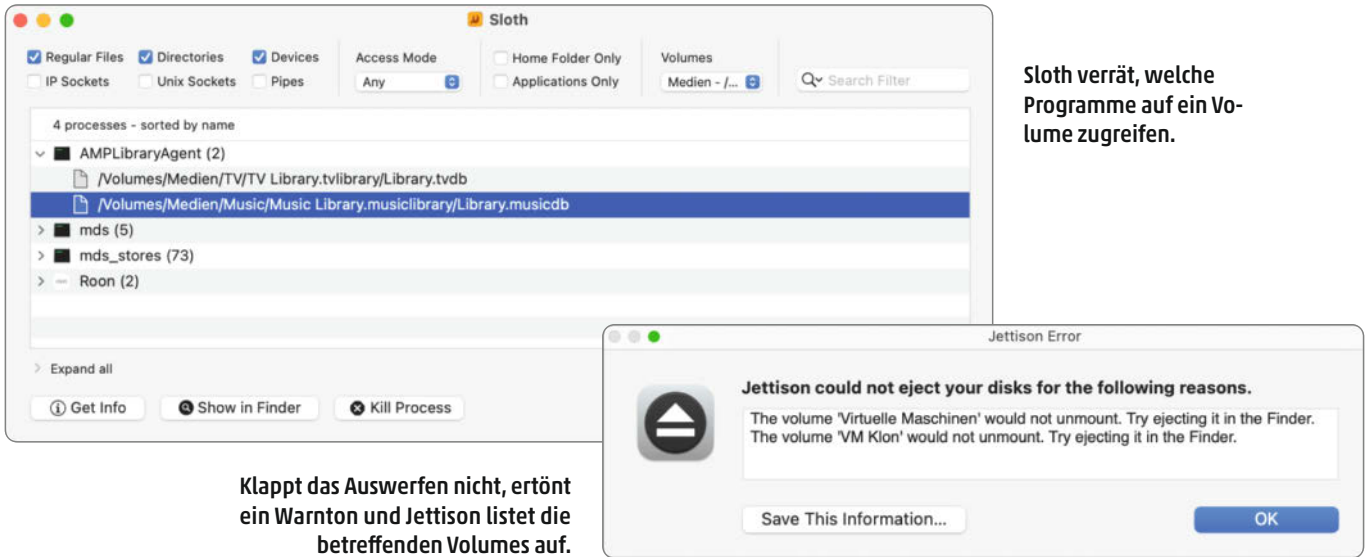 Sloth
Regular Files Directories Devices Access Mode Home Folder Only Volumes
IP Sockets Unix Sockets Pipes Any Applications Only Medien - /... Search Filter
4 processes - sorted by name
AMPLibraryAgent (2)
/Volumes/Medien/TV/TV Library.tvlibrary/Library.tvdb
/Volumes/Medien/Music/Music Library.musiclibrary/Library.musicdb
mds (5)
mds_stores (73)
Roon (2)
Expand all
Get Info Show in Finder Kill Process
Sloth verrät, welche
Programme auf ein Vo-
lume zugreifen.
Jettison Error
Jettison could not eject your disks for the following reasons.
The volume 'Virtuelle Maschinen' would not unmount. Try ejecting it in the Finder.
The volume 'VM Klon' would not unmount. Try ejecting it in the Finder.
Save This Information... OK
Klappt das Auswerfen nicht, ertönt
ein Warnton und Jettison listet die
betreffenden Volumes auf.